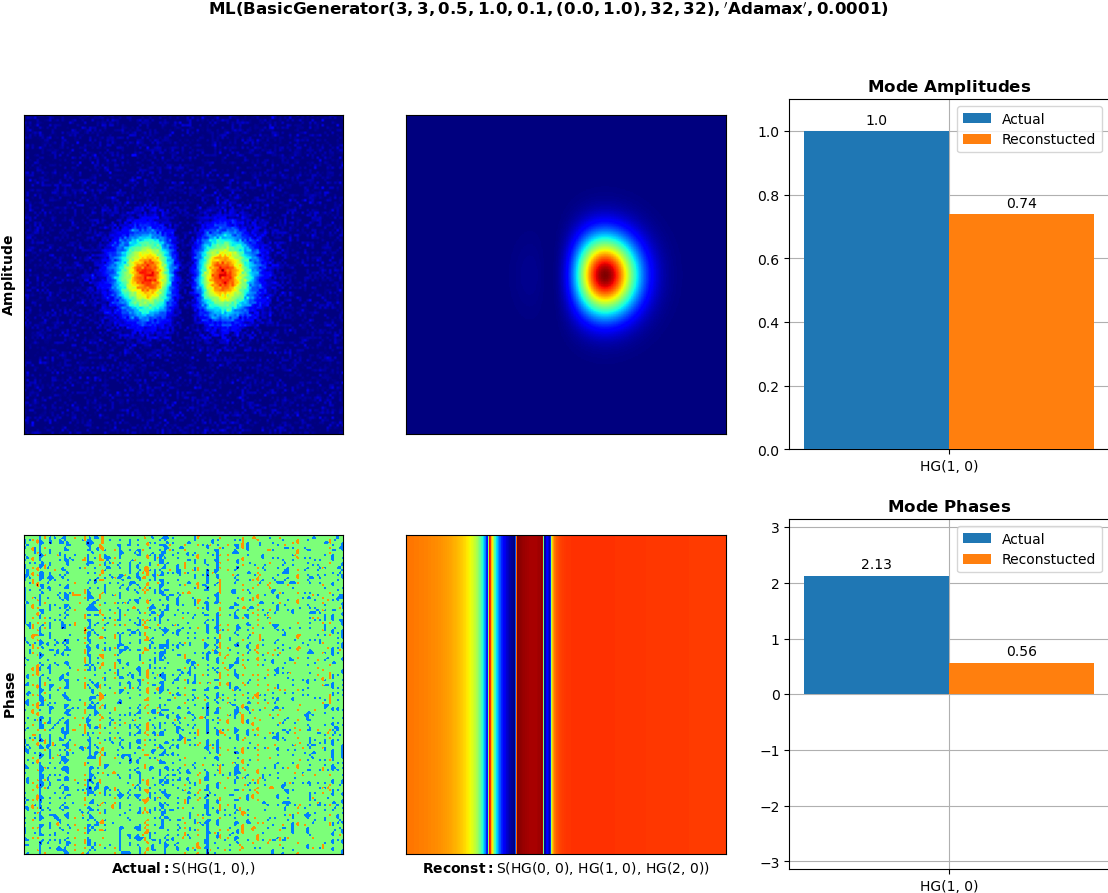 ML(BasicGenerator(3, 3, 0.5, 1.0, 0.1, (0.0, 1.0), 32, 32), ′Adamax′, 0.0001)
Amplitude
Mode Amplitudes
Actual
Reconstucted
1.0
0.74
1.0
0.8
0.6
0.4
0.2
0.0
HG(1, 0)
Phase
Actual: S(HG(1, 0),)
Reconst: S(HG(0, 0), HG(1, 0), HG(2, 0))
Mode Phases
Actual
Reconstucted
2.13
0.56
3
2
1
0
−1
−2
−3
HG(1, 0)